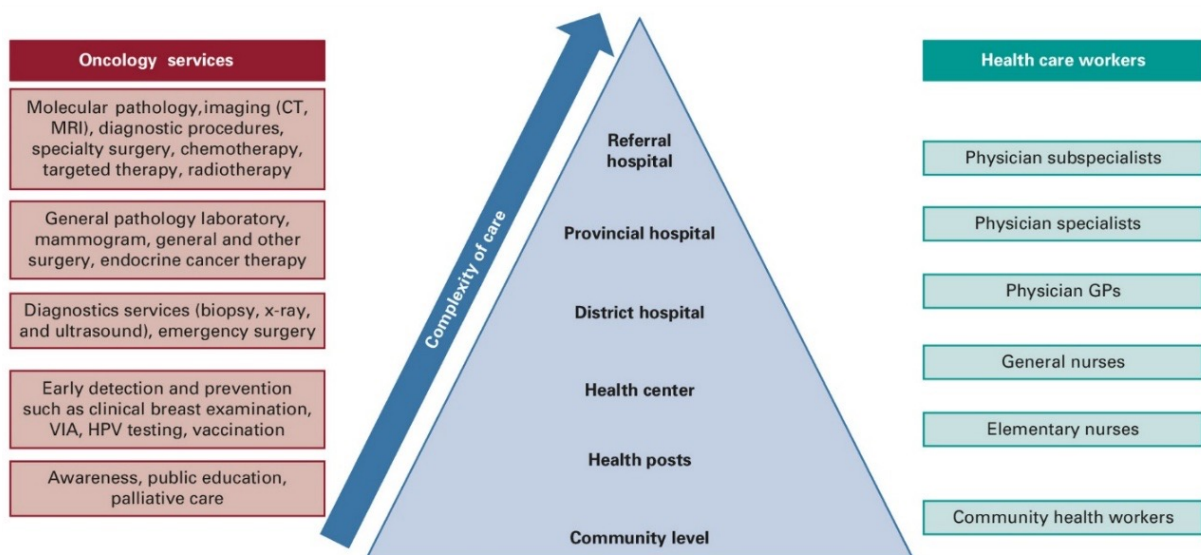 Oncology services
Molecular pathology, imaging (CT,
MRI), diagnostic procedures,
specialty surgery, chemotherapy,
targeted therapy, radiotherapy
General pathology laboratory,
mammogram, general and other
surgery, endocrine cancer therapy
Diagnostics services (biopsy, x-ray,
and ultrasound), emergency surgery
Early detection and prevention
such as clinical breast examination,
VIA, HPV testing, vaccination
Awareness, public education,
palliative care
Complexity of care
Referral
hospital
Provincial hospital
District hospital
Health center
Health posts
Community level
Health care workers
Physician subspecialists
Physician specialists
Physician GPs
General nurses
Elementary nurses
Community health workers